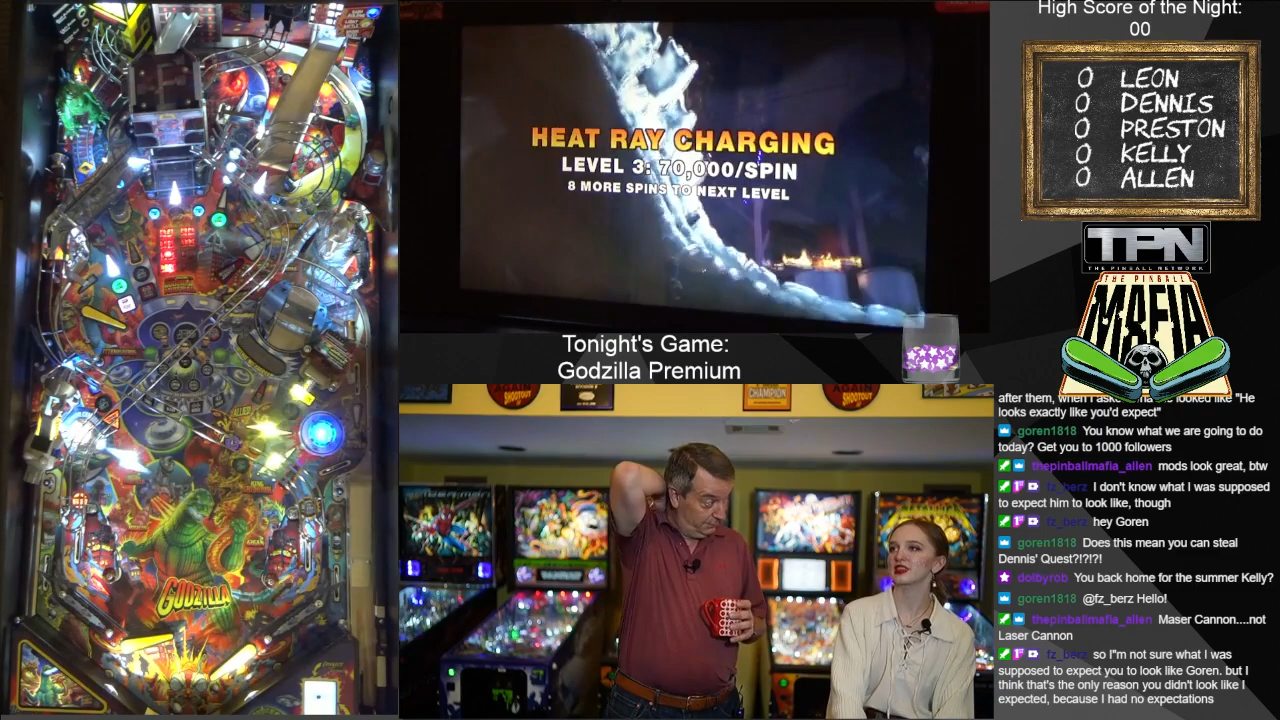 High Score of the Night:
00
0 LEON
0 DENNIS
0 PRESTON
0 KELLY
0 ALLEN
HEAT RAY CHARGING
LEVEL 3: 70,000/SPIN
8 MORE SPINS TO NEXT LEVEL
TPN
THE PINBALL NETWORK
THE PINBALL
MAFIA
Tonight's Game:
Godzilla Premium
AGAIN
SHOOTOUT
CHAMPION
AGAIN
SHOOTOUT
GODZILLA
after them, when I looked like "He
looks exactly like you'd expect"
goren1818 You know what we are going to do
today? Get you to 1000 followers
thepinballmafia_allen mods look great, btw
fz_berz I don't know what I was supposed
to expect him to look like, though
fz_berz hey Goren
goren1818 Does this mean you can steal
Dennis' Quest?!?!?!
dolbyrob You back home for the summer Kelly?
goren1818 @fz_berz Hello!
thepinballmafia_allen Maser Cannon....not
Laser Cannon
fz_berz so I"m not sure what I was
supposed to expect you to look like Goren. but I
think that's the only reason you didn't look like I
expected, because I had no expectations